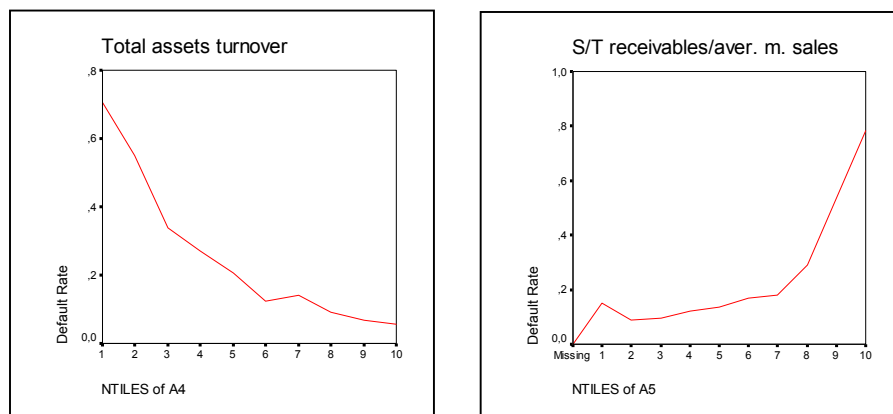 Total assets turnover
,8
,6
,4
,2
0,0
Default Rate
1 2 3 4 5 6 7 8 9 10
NTILES of A4
S/T receivables/aver. m. sales
1,0
,8
,6
,4
,2
0,0
Default Rate
Missing 1 2 3 4 5 6 7 8 9 10
NTILES of A5